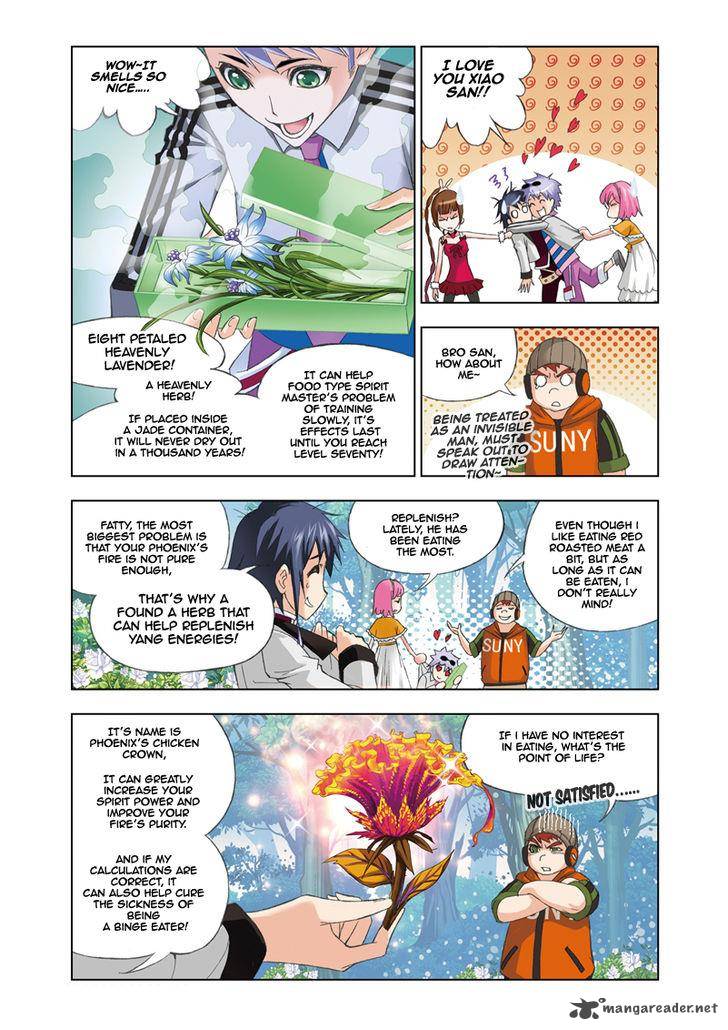 WOW~IT
SMELLS SO
NICE.....
EIGHT PETALED
HEAVENLY
LAVENDER!
A HEAVENLY
HERB!
IF PLACED INSIDE
A JADE CONTAINER,
IT WILL NEVER DRY OUT
IN A THOUSAND YEARS!
IT CAN HELP
FOOD TYPE SPIRIT
MASTER'S PROBLEM
OF TRAINING
SLOWLY, IT'S
EFFECTS LAST
UNTIL YOU REACH
LEVEL SEVENTY!
I LOVE
YOU XIAO
SAN!!
BRO SAN,
HOW ABOUT
ME~
BEING TREATED
AS AN INVISIBLE
MAN, MUST
SPEAK OUT TO
DRAW ATTEN-
TION~
SUNY
FATTY, THE MOST
BIGGEST PROBLEM IS
THAT YOUR PHOENIX'S
FIRE IS NOT PURE
ENOUGH,
THAT'S WHY A
FOUND A HERB THAT
CAN HELP REPLENISH
YANG ENERGIES!
REPLENISH?
LATELY, HE HAS
BEEN EATING
THE MOST.
EVEN THOUGH I
LIKE EATING RED
ROASTED MEAT A
BIT, BUT AS
LONG AS IT CAN
BE EATEN, I
DON'T REALLY
MIND!
SUNY
IT'S NAME IS
PHOENIX'S CHICKEN
CROWN,
IT CAN GREATLY
INCREASE YOUR
SPIRIT POWER AND
IMPROVE YOUR
FIRE'S PURITY.
AND IF MY
CALCULATIONS ARE
CORRECT, IT
CAN ALSO HELP CURE
THE SICKNESS OF
BEING
A BINGE EATER!
IF I HAVE NO INTEREST
IN EATING, WHAT'S THE
POINT OF LIFE?
NOT SATISFIED......
mangareader.net